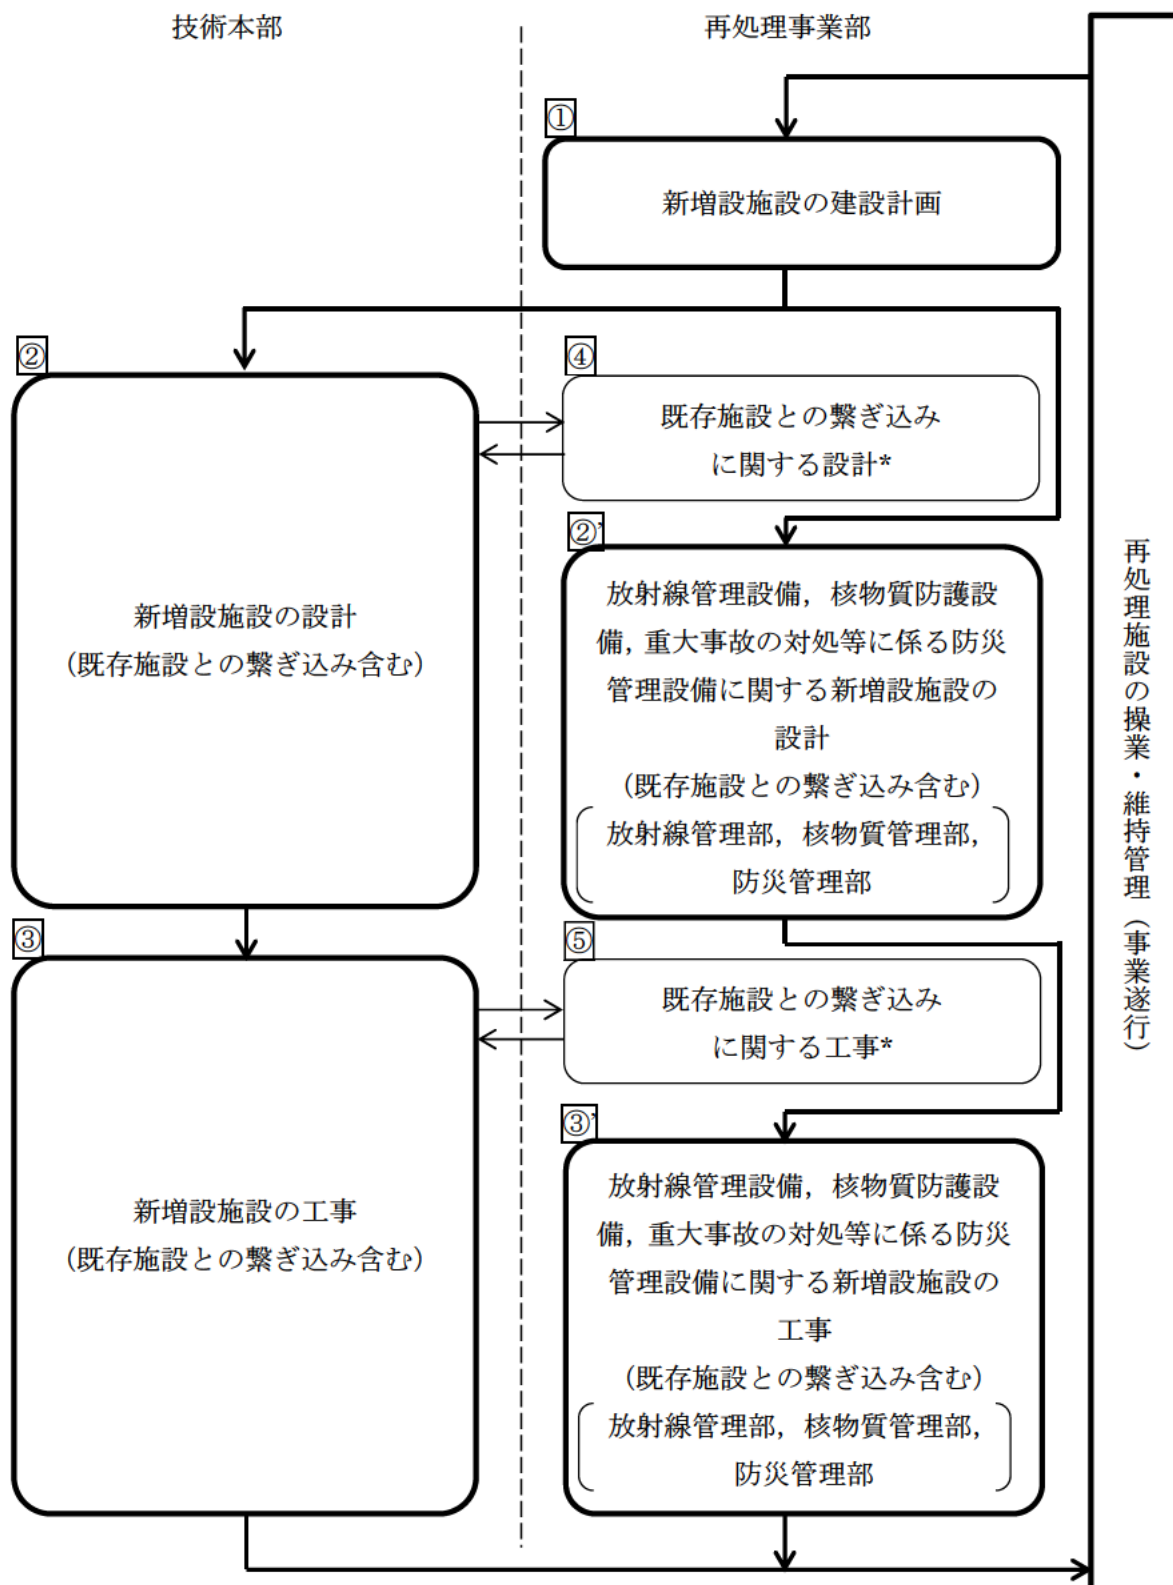 技術本部
再処理事業部
①
新増設施設の建設計画
②
新増設施設の設計
（既存施設との繋ぎ込み含む）
④
既存施設との繋ぎ込み
に関する設計*
②’
放射線管理設備，核物質防護設
備，重大事故の対処等に係る防災
管理設備に関する新増設施設の
設計
（既存施設との繋ぎ込み含む）
放射線管理部，核物質管理部，
防災管理部
③
新増設施設の工事
（既存施設との繋ぎ込み含む）
⑤
既存施設との繋ぎ込み
に関する工事*
③’
放射線管理設備，核物質防護設
備，重大事故の対処等に係る防災
管理設備に関する新増設施設の
工事
（既存施設との繋ぎ込み含む）
放射線管理部，核物質管理部，
防災管理部
再処理施設の操業・維持管理（事業遂行）